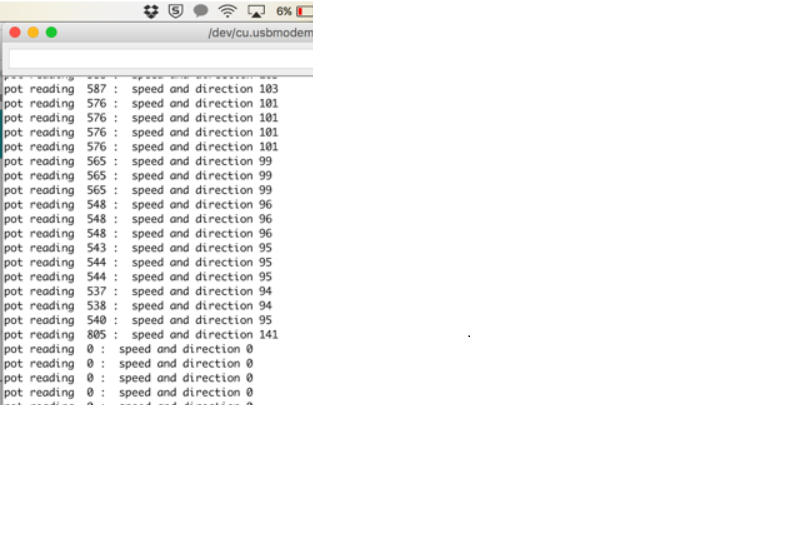 6%
/dev/cu.usbmodem
pot reading  587 :  speed and direction 103
pot reading  576 :  speed and direction 101
pot reading  576 :  speed and direction 101
pot reading  576 :  speed and direction 101
pot reading  576 :  speed and direction 101
pot reading  565 :  speed and direction 99
pot reading  565 :  speed and direction 99
pot reading  565 :  speed and direction 99
pot reading  548 :  speed and direction 96
pot reading  548 :  speed and direction 96
pot reading  548 :  speed and direction 96
pot reading  543 :  speed and direction 95
pot reading  544 :  speed and direction 95
pot reading  544 :  speed and direction 95
pot reading  537 :  speed and direction 94
pot reading  538 :  speed and direction 94
pot reading  540 :  speed and direction 95
pot reading  805 :  speed and direction 141
pot reading  0 :  speed and direction 0
pot reading  0 :  speed and direction 0
pot reading  0 :  speed and direction 0
pot reading  0 :  speed and direction 0